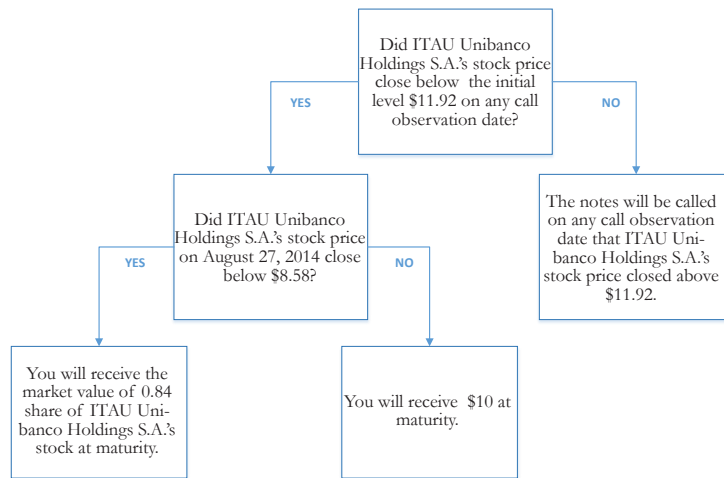 Did ITAU Unibanco
Holdings S.A.'s stock price
close below the initial
level $11.92 on any call
observation date?
YES
NO
Did ITAU Unibanco
Holdings S.A.'s stock price
on August 27, 2014 close
below $8.58?
The notes will be called
on any call observation
date that ITAU Uni-
banco Holdings S.A.'s
stock price closed above
$11.92.
YES
NO
You will receive the
market value of 0.84
share of ITAU Uni-
banco Holdings S.A.'s
stock at maturity.
You will receive $10 at
maturity.